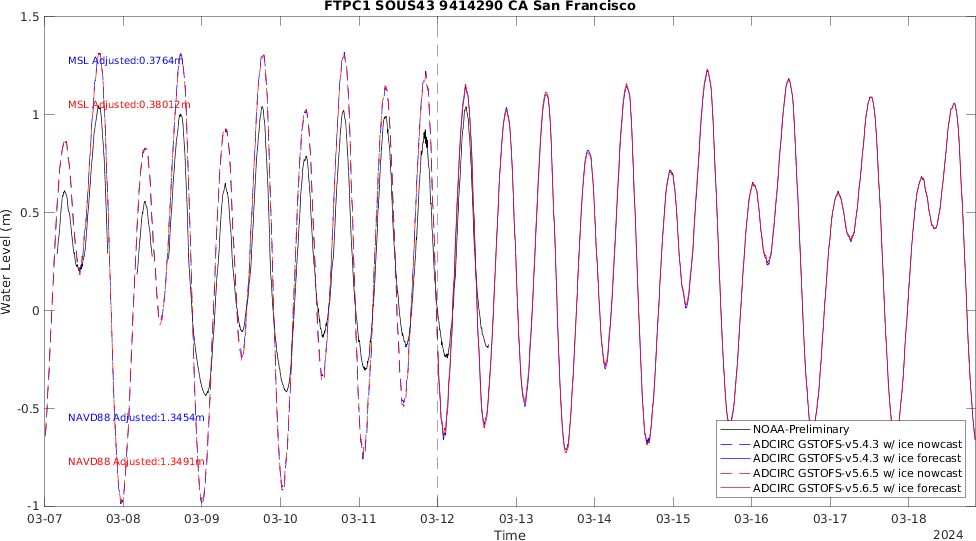 FTPC1 SOUS43 9414290 CA San Francisco
1.5
MSL Adjusted:0.3764m
MSL Adjusted:0.38012m
1
0.5
Water Level (m)
0
-0.5
NAVD88 Adjusted:1.3454m
NAVD88 Adjusted:1.3491m
-1
NOAA-Preliminary
ADCIRC GSTOFS-v5.4.3 w/ ice nowcast
ADCIRC GSTOFS-v5.4.3 w/ ice forecast
ADCIRC GSTOFS-v5.6.5 w/ ice nowcast
ADCIRC GSTOFS-v5.6.5 w/ ice forecast
03-07 03-08 03-09 03-10 03-11 03-12 03-13 03-14 03-15 03-16 03-17 03-18
Time
2024